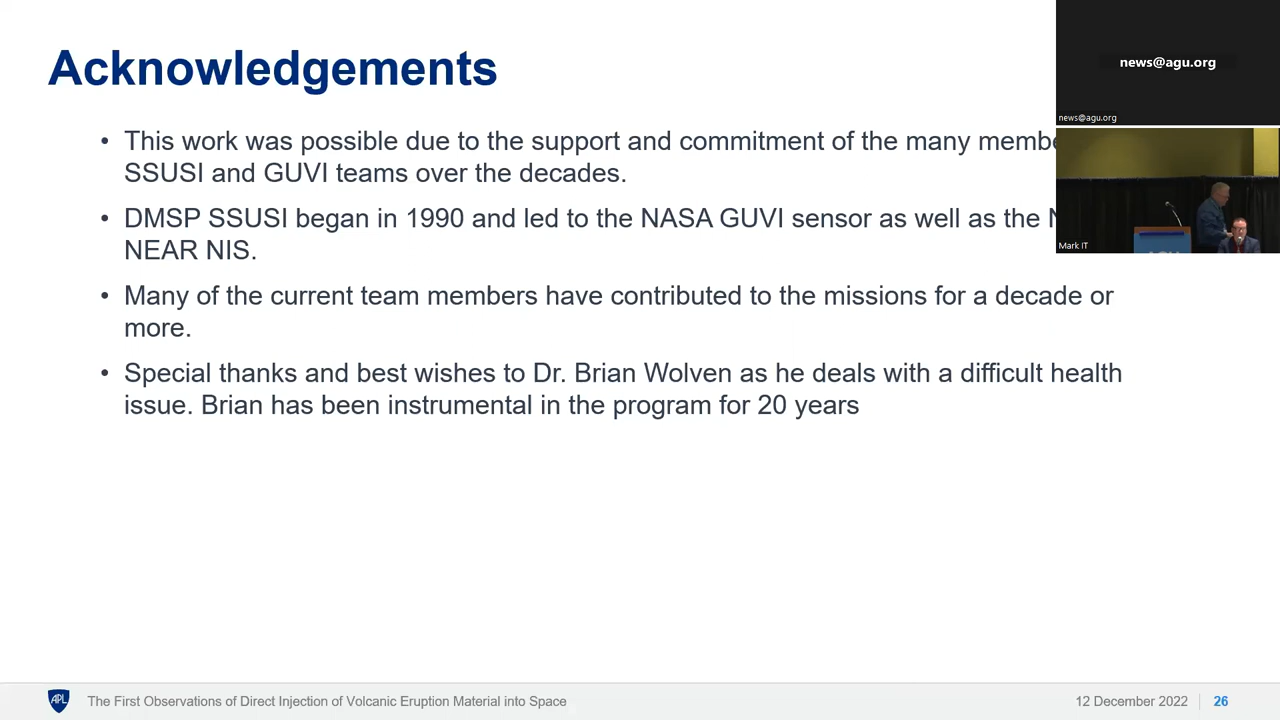 Acknowledgements
• This work was possible due to the support and commitment of the many
SSUSI and GUVI teams over the decades.
• DMSP SSUSI began in 1990 and led to the NASA GUVI sensor as well as the
NEAR NIS.
• Many of the current team members have contributed to the missions for a decade or
more.
• Special thanks and best wishes to Dr. Brian Wolven as he deals with a difficult health
issue. Brian has been instrumental in the program for 20 years
news@agu.org
news@agu.org
Mark IT
APL
The First Observations of Direct Injection of Volcanic Eruption Material into Space
12 December 2022
26